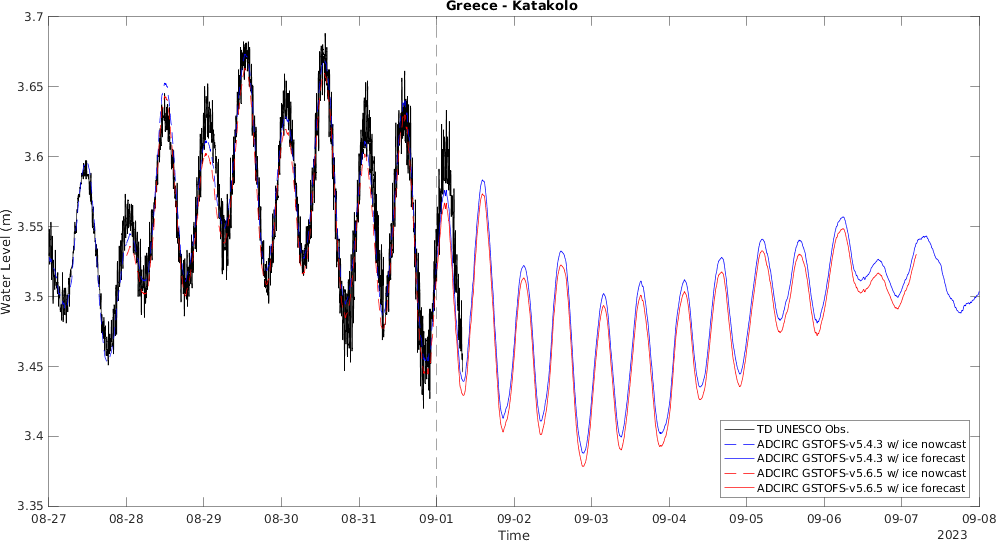 Greece - Katakolo
Water Level (m)
3.7
3.65
3.6
3.55
3.5
3.45
3.4
3.35
08-27
08-28
08-29
08-30
08-31
09-01
09-02
09-03
09-04
09-05
09-06
09-07
09-08
Time
2023
TD UNESCO Obs.
ADCIRC GSTOFS-v5.4.3 w/ ice nowcast
ADCIRC GSTOFS-v5.4.3 w/ ice forecast
ADCIRC GSTOFS-v5.6.5 w/ ice nowcast
ADCIRC GSTOFS-v5.6.5 w/ ice forecast